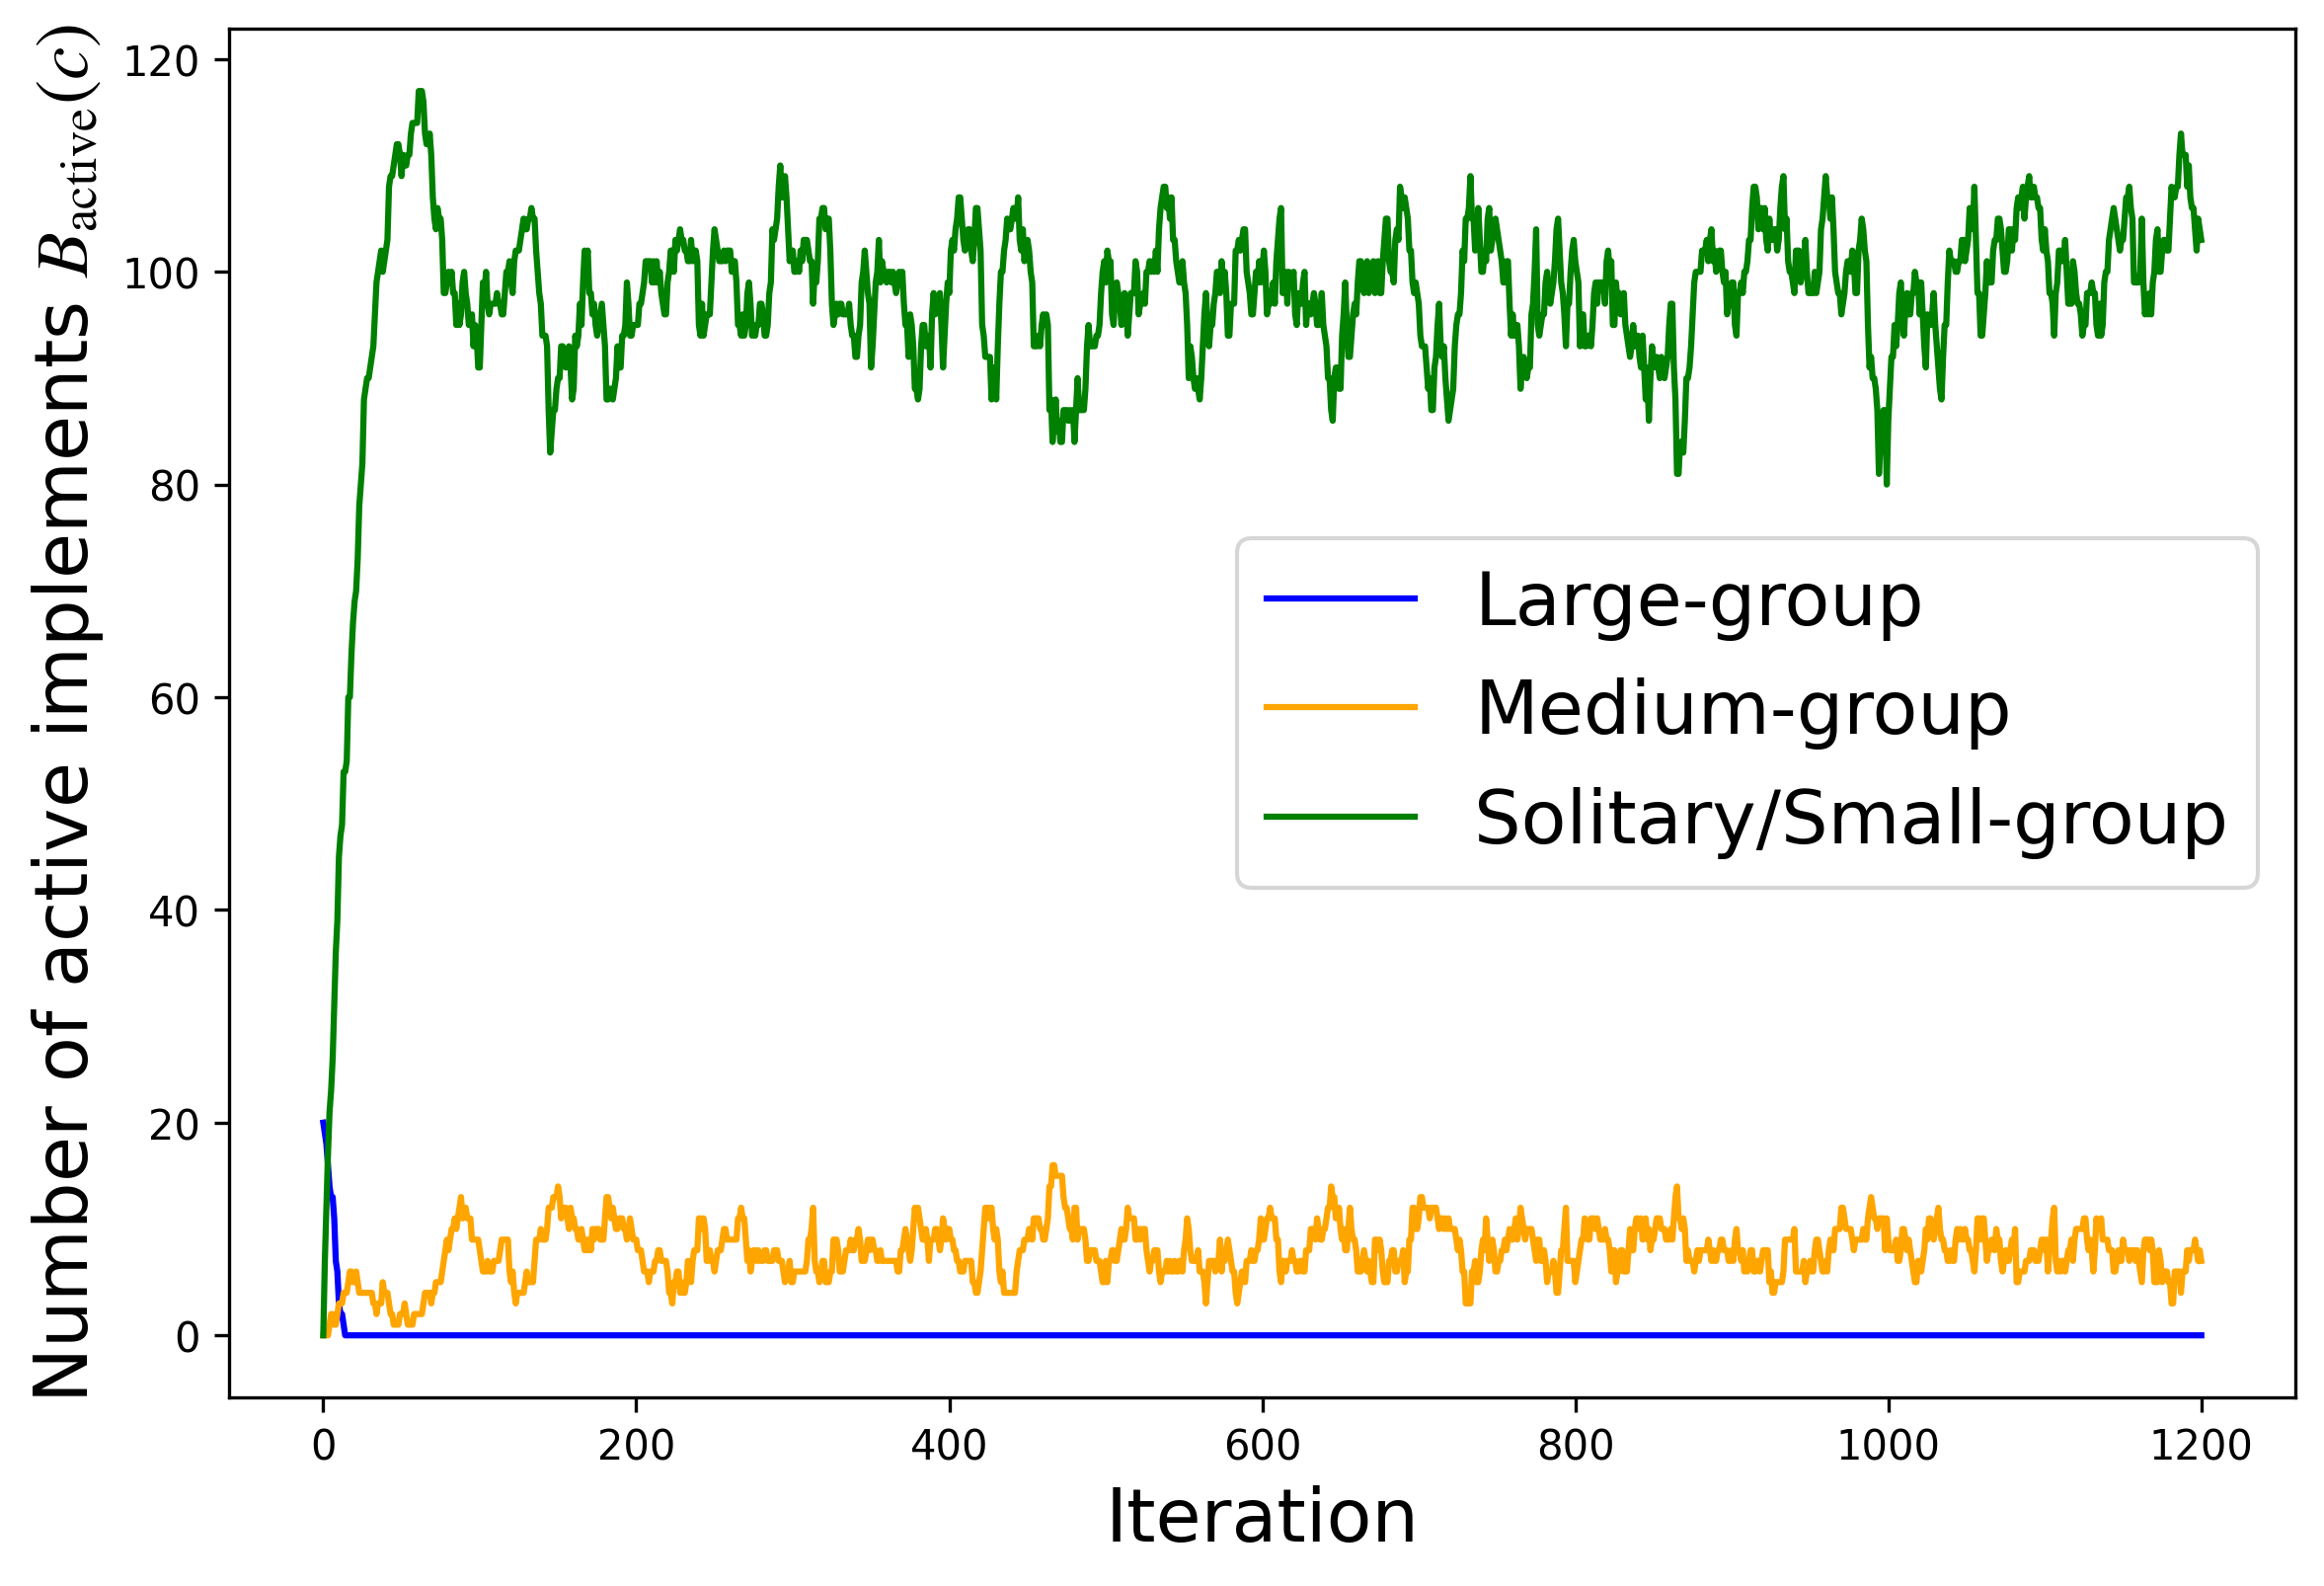 Number of active implements B_active(c)
120
100
80
60
40
20
0
Large-group
Medium-group
Solitary/Small-group
0 200 400 600 800 1000 1200
Iteration